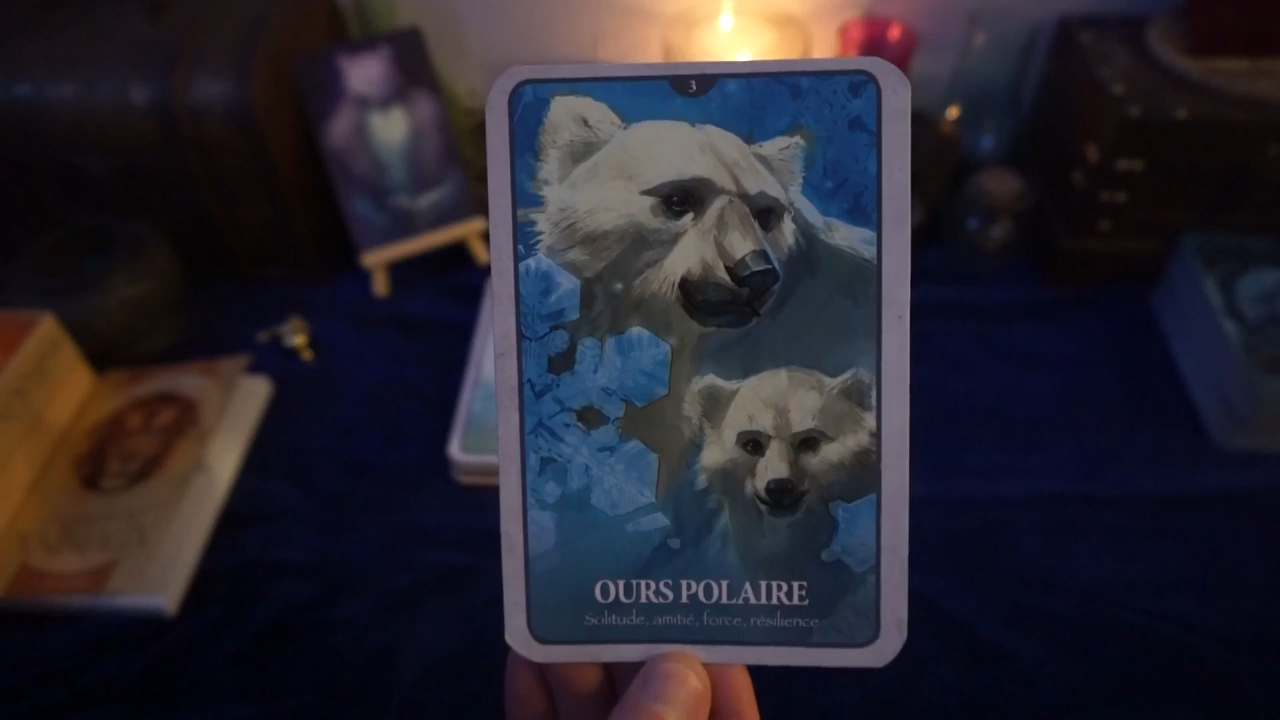 3
OURS POLAIRE
Solitude, amitié, force, résilience